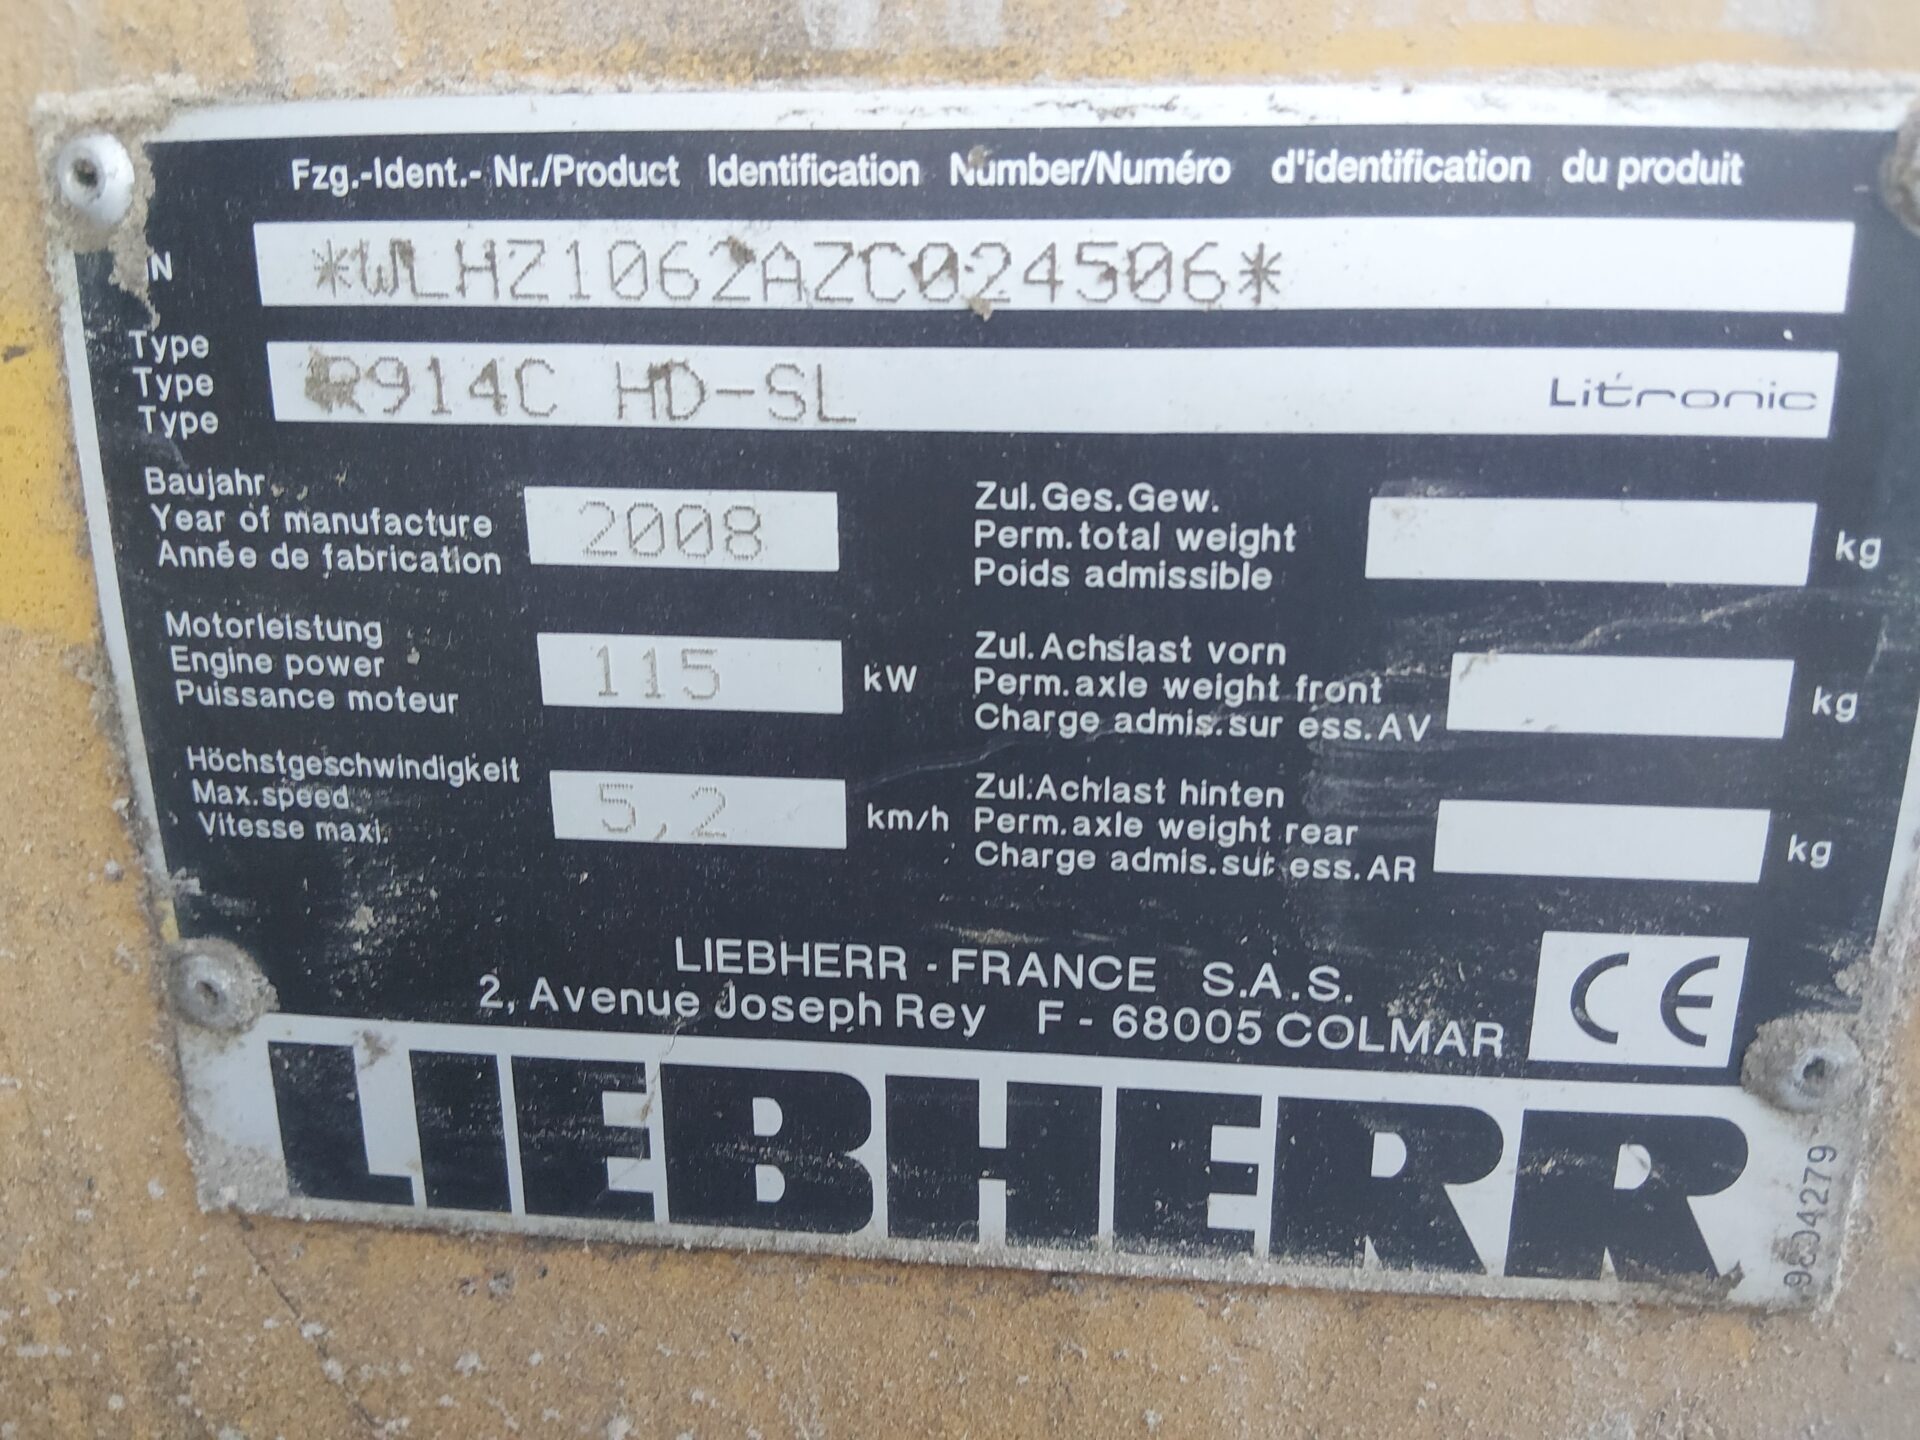 Fzg.-Ident.- Nr./Product Identification Number/Numéro d'identification du produit
*WLHZ1062AZC024506*
Type
Type
Type
R914C HD-SL
Litronic
Baujahr
Year of manufacture
Année de fabrication
2008
Zul.Ges.Gew.
Perm.total weight
Poids admissible
kg
Motorleistung
Engine power
Puissance moteur
115
kW
Zul.Achslast vorn
Perm.axle weight front
Charge admis.sur ess.AV
kg
Höchstgeschwindigkeit
Max.speed
Vitesse maxi.
5,2
km/h
Zul.Achlast hinten
Perm.axle weight rear
Charge admis.sur ess.AR
kg
LIEBHERR - FRANCE S.A.S.
2, Avenue Joseph Rey F - 68005 COLMAR
CE
LIEBHERR